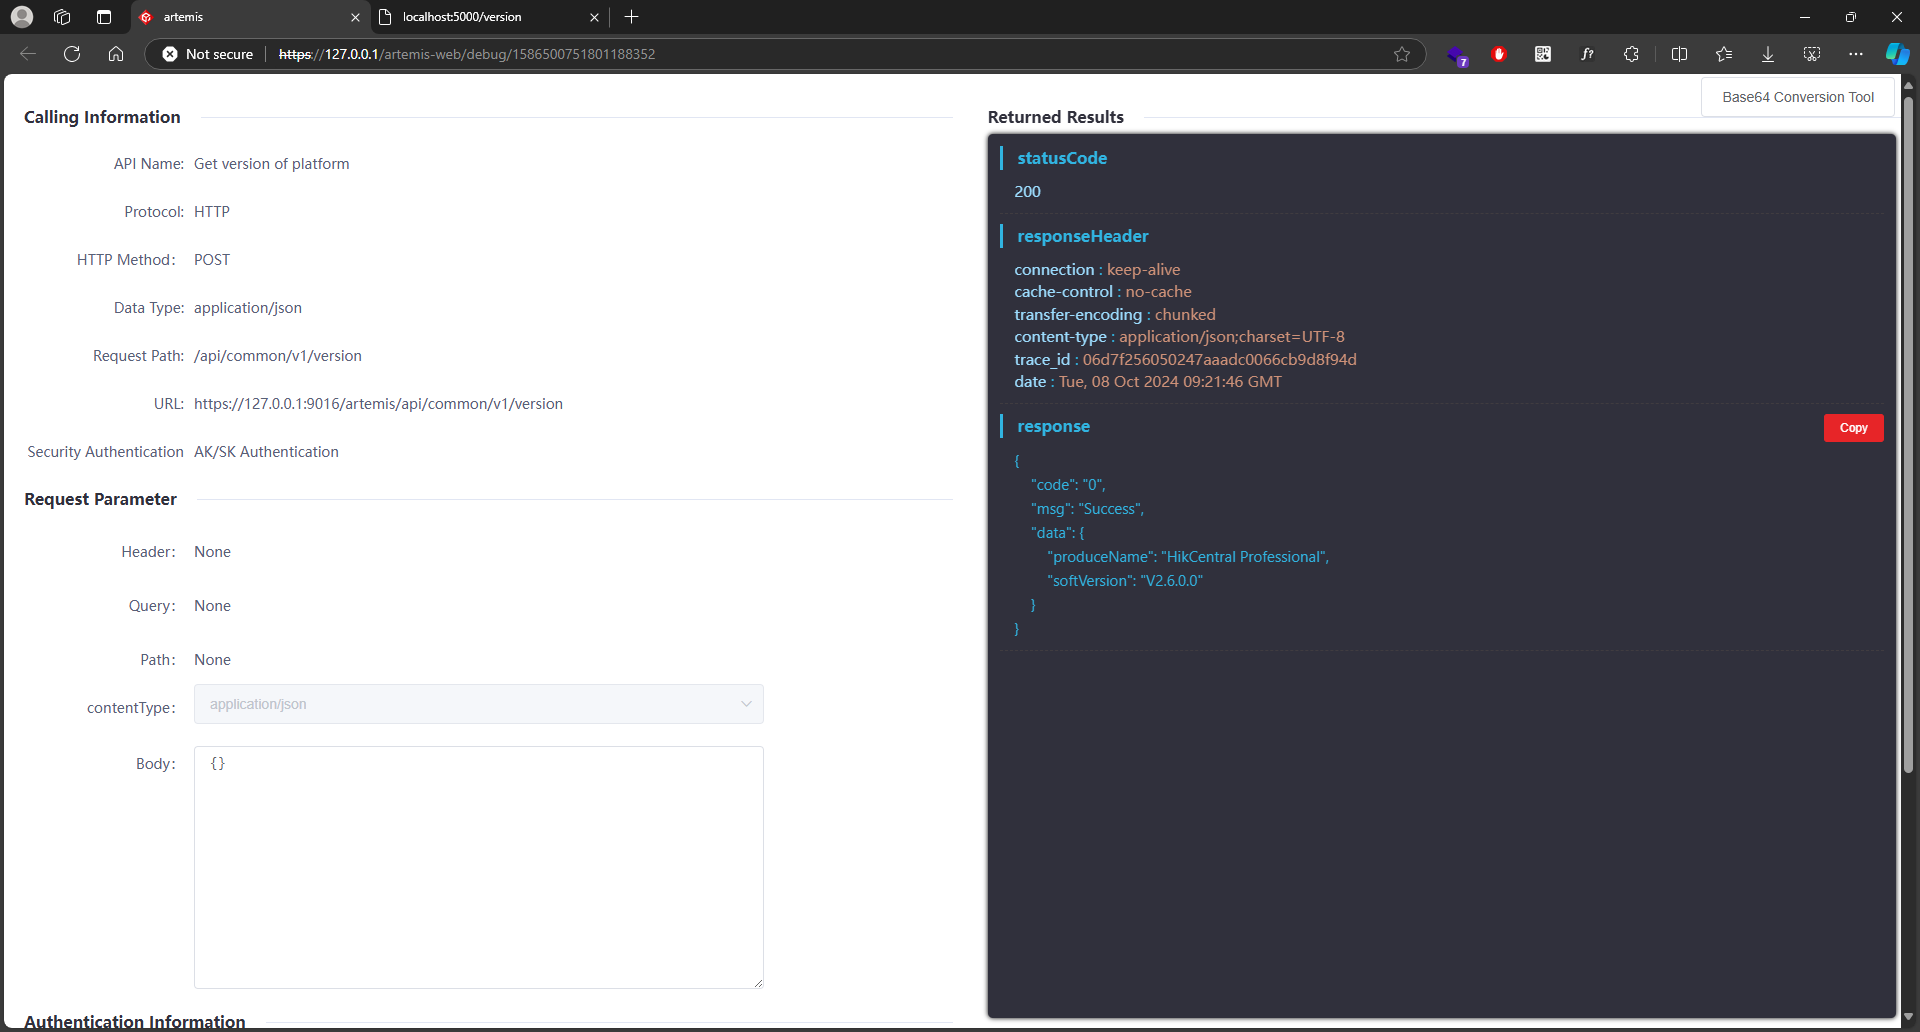 artemis
localhost:5000/version
Not secure
https://127.0.0.1/artemis-web/debug/1586500751801188352
7
f?
Base64 Conversion Tool
Calling Information
API Name: Get version of platform
Protocol: HTTP
HTTP Method: POST
Data Type: application/json
Request Path: /api/common/v1/version
URL: https://127.0.0.1:9016/artemis/api/common/v1/version
Security Authentication AK/SK Authentication
Request Parameter
Header: None
Query: None
Path: None
contentType: application/json
Body: {}
Authentication Information
Returned Results
statusCode
200
responseHeader
connection : keep-alive
cache-control : no-cache
transfer-encoding : chunked
content-type : application/json;charset=UTF-8
trace_id : 06d7f256050247aaadc0066cb9d8f94d
date : Tue, 08 Oct 2024 09:21:46 GMT
response
Copy
{
"code": "0",
"msg": "Success",
"data": {
"produceName": "HikCentral Professional",
"softVersion": "V2.6.0.0"
}
}